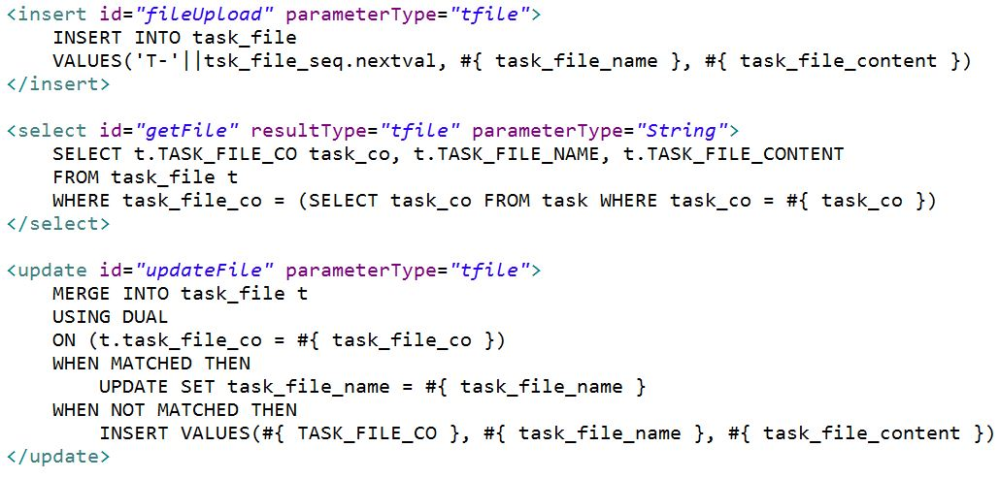 <insert id="fileUpload" parameterType="tfile">
    INSERT INTO task_file
    VALUES('T-'||tsk_file_seq.nextval, #{ task_file_name }, #{ task_file_content })
</insert>

<select id="getFile" resultType="tfile" parameterType="String">
    SELECT t.TASK_FILE_CO task_co, t.TASK_FILE_NAME, t.TASK_FILE_CONTENT
    FROM task_file t
    WHERE task_file_co = (SELECT task_co FROM task WHERE task_co = #{ task_co })
</select>

<update id="updateFile" parameterType="tfile">
    MERGE INTO task_file t
    USING DUAL
    ON (t.task_file_co = #{ task_file_co })
    WHEN MATCHED THEN
        UPDATE SET task_file_name = #{ task_file_name }
    WHEN NOT MATCHED THEN
        INSERT VALUES(#{ TASK_FILE_CO }, #{ task_file_name }, #{ task_file_content })
</update>